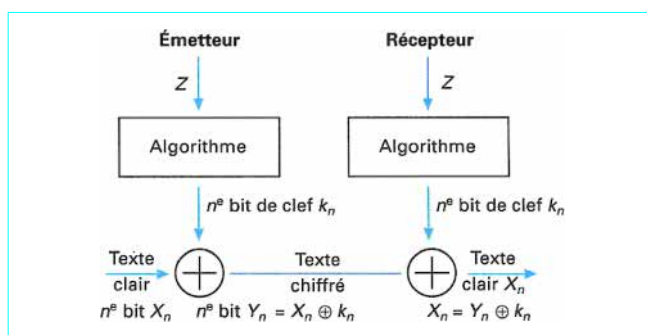 Émetteur Récepteur
Z Z
Algorithme Algorithme
nᵉ bit de clef kₙ nᵉ bit de clef kₙ
Texte Texte Texte
clair chiffré clair Xₙ
nᵉ bit Xₙ nᵉ bit Yₙ = Xₙ ⊕ kₙ Xₙ = Yₙ ⊕ kₙ